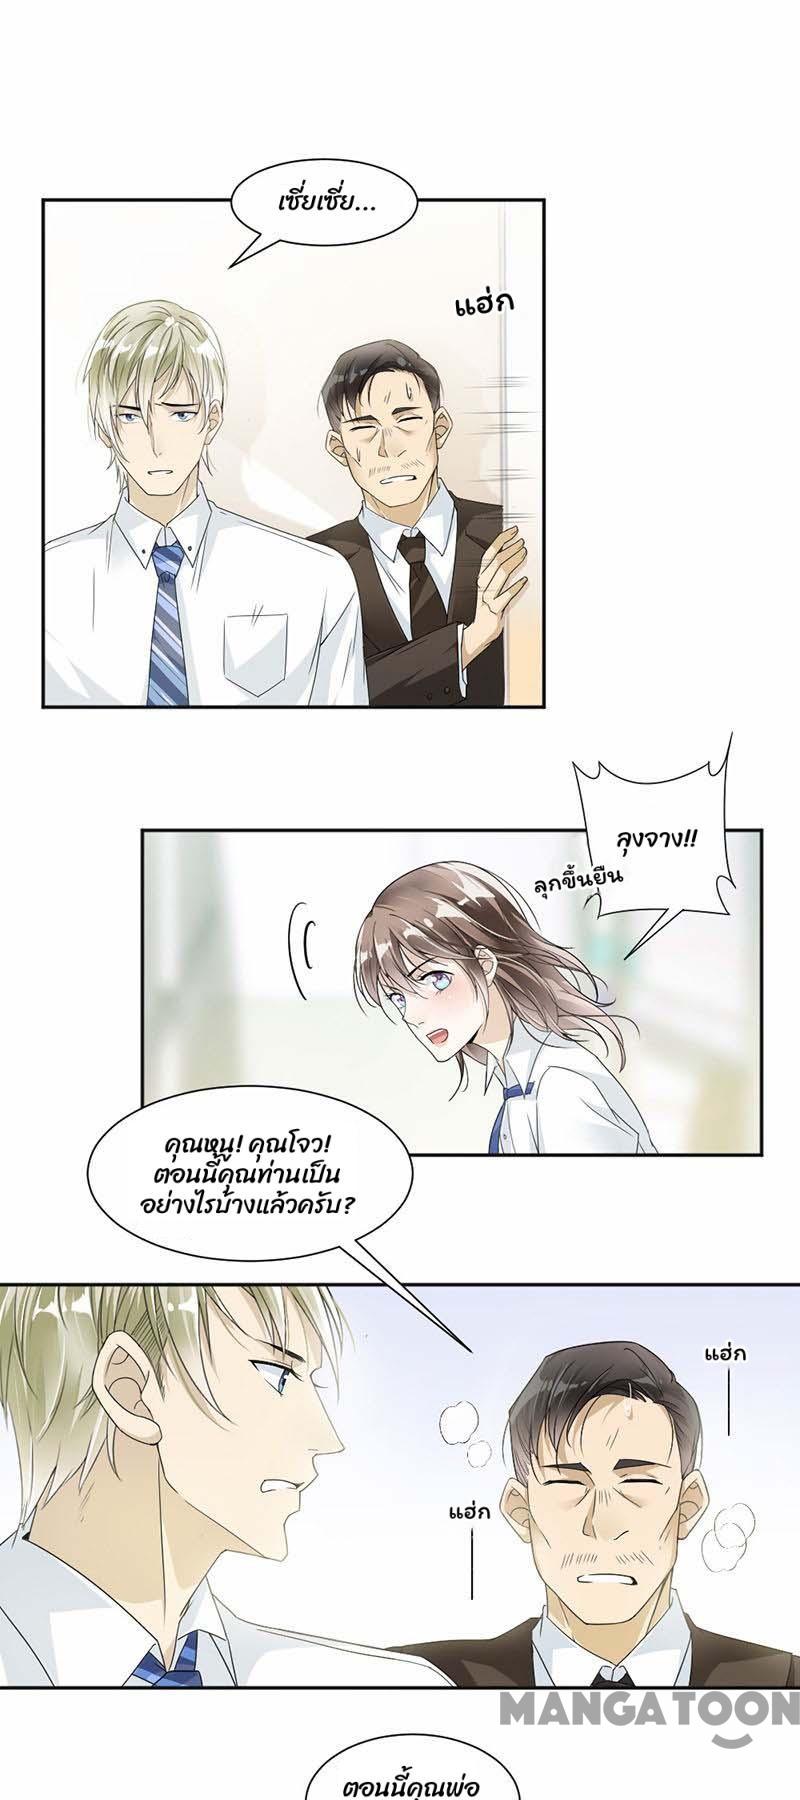 เซี่ยเซี่ย...
แฮ่ก
ลุงจาง!!
ลุกขึ้นยืน
คุณหนู! คุณโจว!
ตอนนี้คุณท่านเป็น
อย่างไรบ้างแล้วครับ?
แฮ่ก
แฮ่ก
MANGATOON
ตอนนี้คุณพ่อ